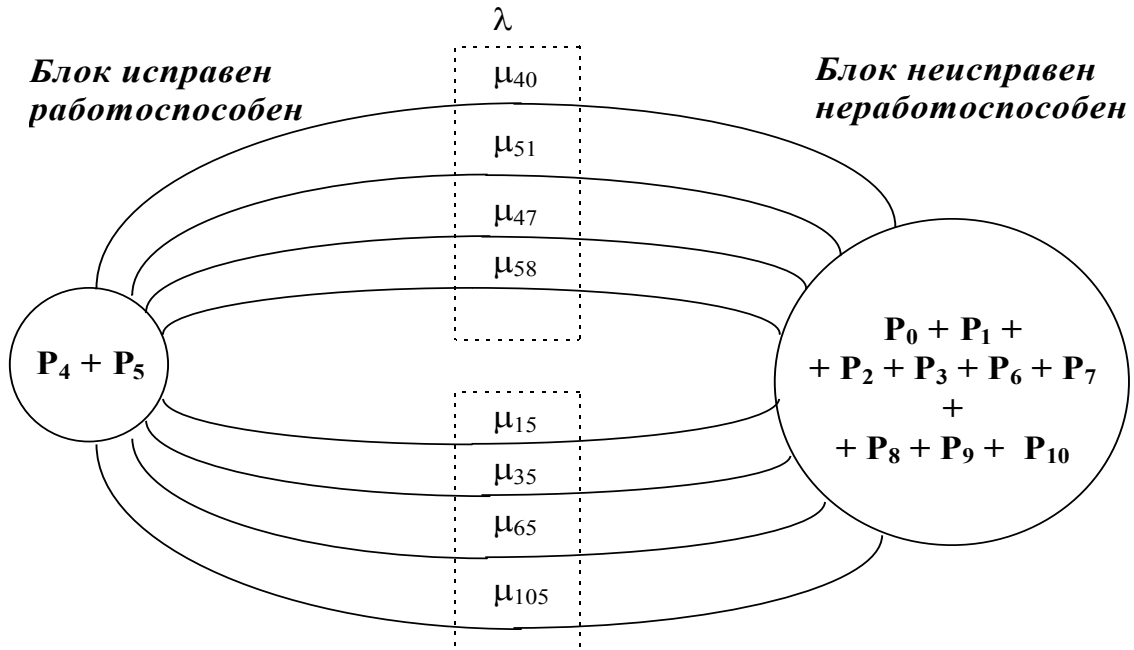 λ
Блок исправен
работоспособен
Блок неисправен
неработоспособен
μ40
μ51
μ47
μ58
P4 + P5
P0 + P1 +
+ P2 + P3 + P6 + P7
+
+ P8 + P9 + P10
μ15
μ35
μ65
μ105